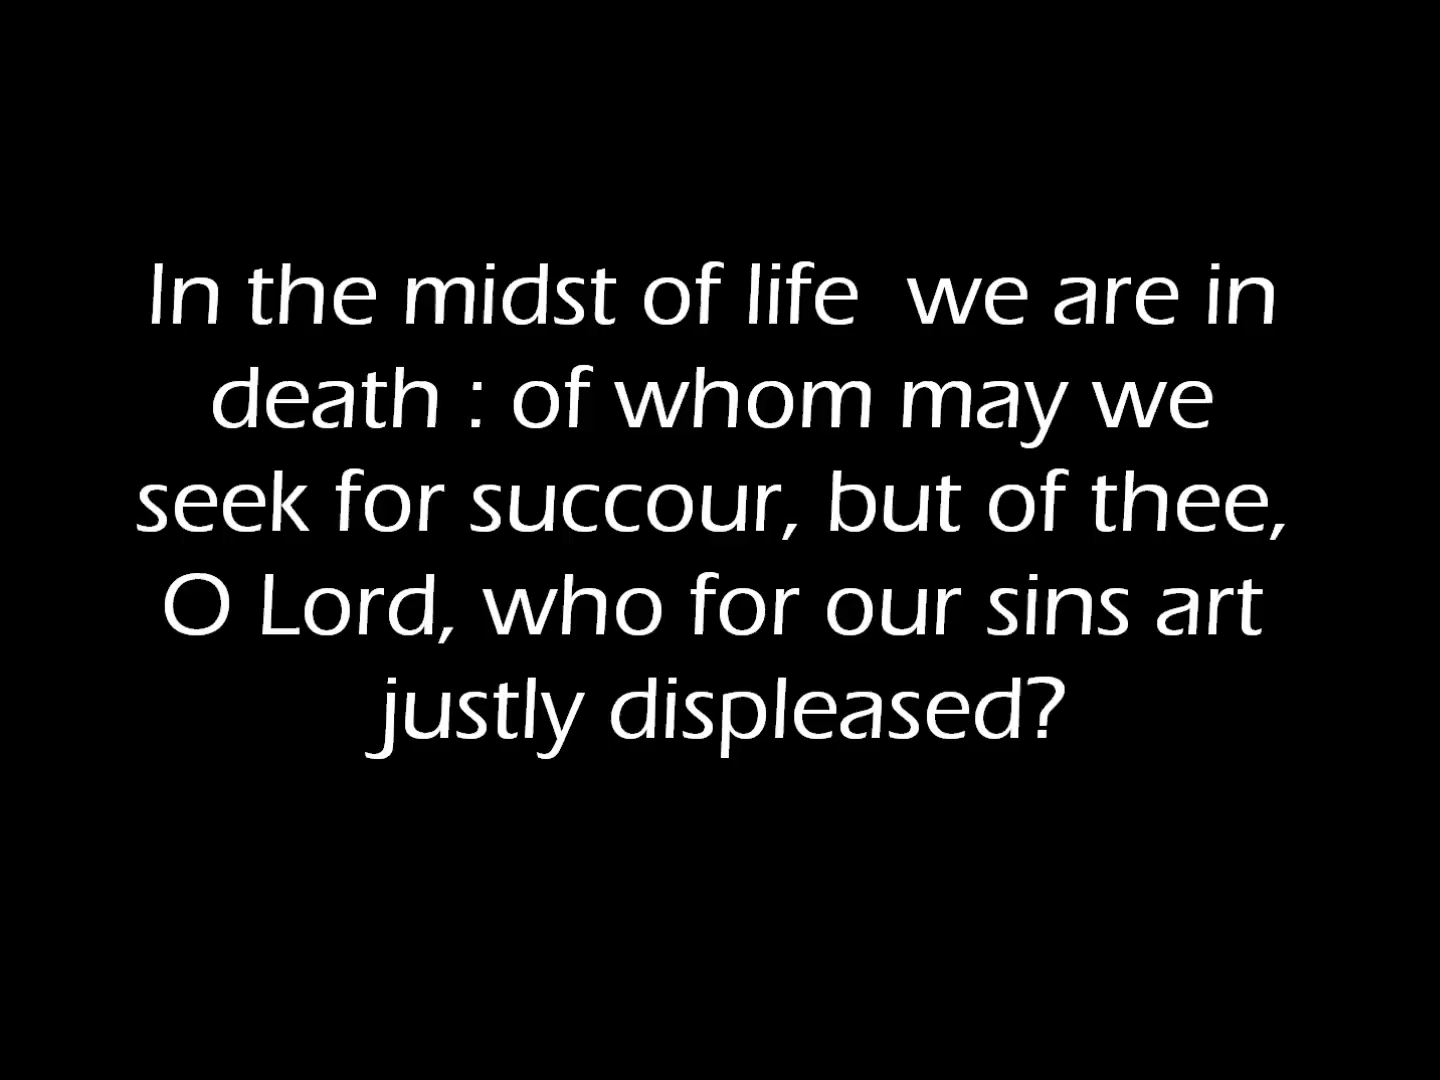 In the midst of life  we are in
death : of whom may we
seek for succour, but of thee,
O Lord, who for our sins art
justly displeased?